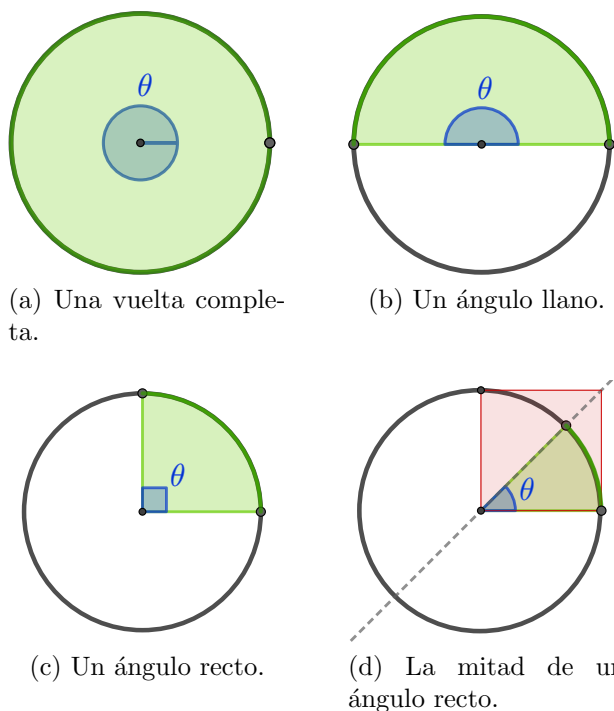 θ
θ
(a) Una vuelta comple-
ta.
(b) Un ángulo llano.
θ
θ
(c) Un ángulo recto.
(d) La mitad de un
ángulo recto.